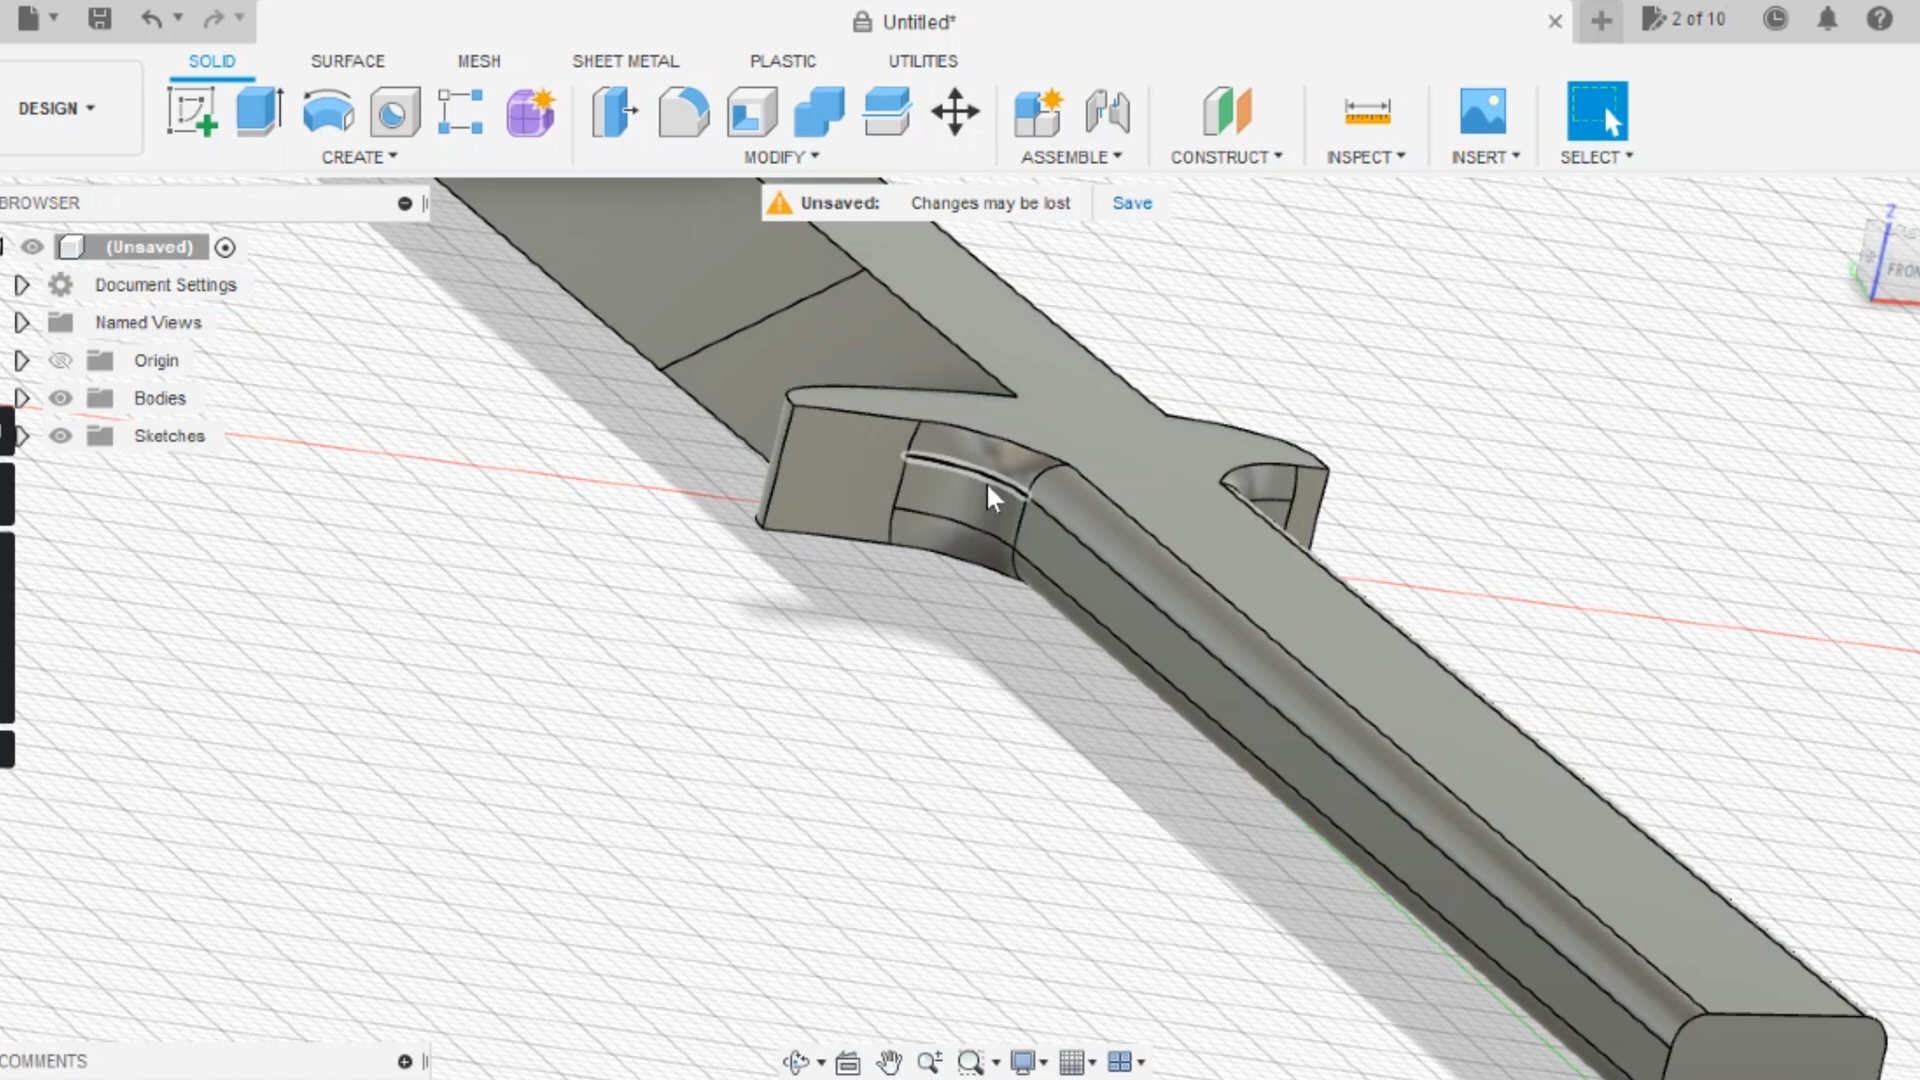 Untitled*
2 of 10
SOLID SURFACE MESH SHEET METAL PLASTIC UTILITIES
DESIGN
CREATE MODIFY ASSEMBLE CONSTRUCT INSPECT INSERT SELECT
BROWSER
Unsaved: Changes may be lost Save
(Unsaved)
Document Settings
Named Views
Origin
Bodies
Sketches
Z
FRON
COMMENTS